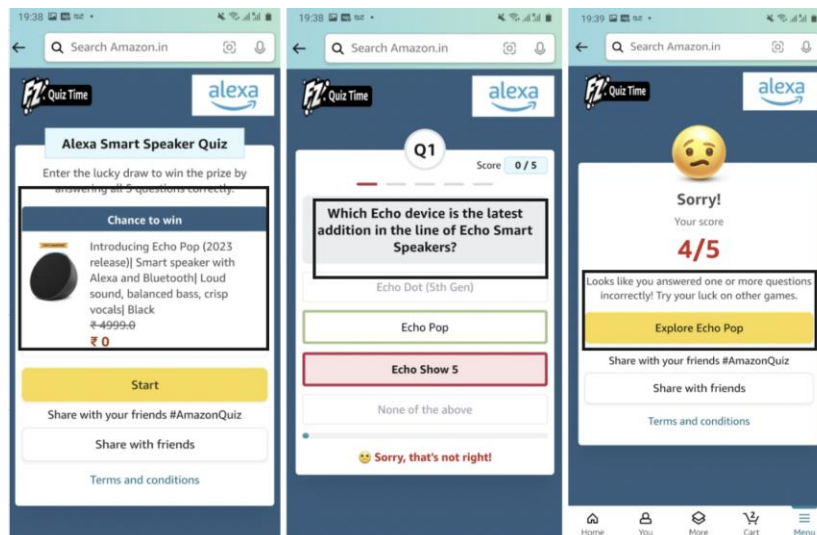 19:38
Search Amazon.in
FZ. Quiz Time
alexa
Alexa Smart Speaker Quiz
Enter the lucky draw to win the prize by
answering all 5 questions correctly.
Chance to win
Introducing Echo Pop (2023
release)| Smart speaker with
Alexa and Bluetooth| Loud
sound, balanced bass, crisp
vocals| Black
₹ 4999.0
₹ 0
Start
Share with your friends #AmazonQuiz
Share with friends
Terms and conditions
19:38
Search Amazon.in
FZ. Quiz Time
alexa
Q1
Score 0 / 5
Which Echo device is the latest
addition in the line of Echo Smart
Speakers?
Echo Dot (5th Gen)
Echo Pop
Echo Show 5
None of the above
Sorry, that's not right!
19:39
Search Amazon.in
FZ. Quiz Time
alexa
Sorry!
Your score
4/5
Looks like you answered one or more questions
incorrectly! Try your luck on other games.
Explore Echo Pop
Share with your friends #AmazonQuiz
Share with friends
Terms and conditions
Home You More 2 Cart Menu